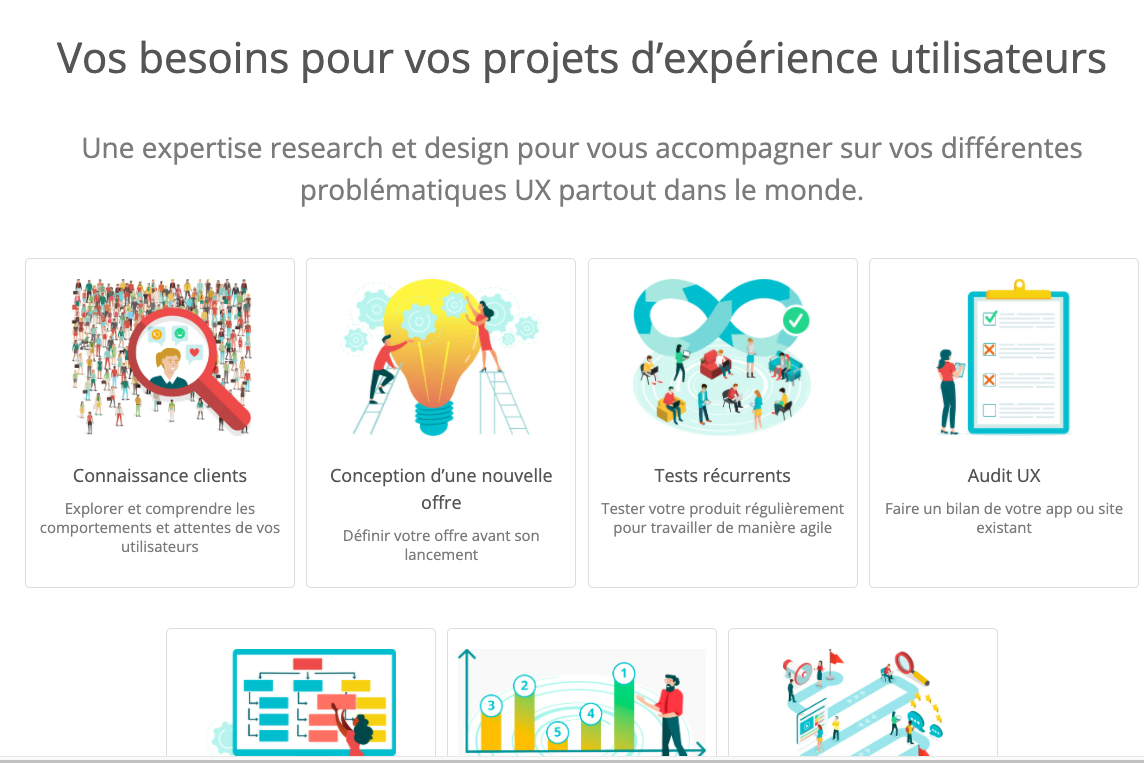 Vos besoins pour vos projets d’expérience utilisateurs
Une expertise research et design pour vous accompagner sur vos différentes
problématiques UX partout dans le monde.
Connaissance clients
Explorer et comprendre les
comportements et attentes de vos
utilisateurs
Conception d’une nouvelle
offre
Définir votre offre avant son
lancement
Tests récurrents
Tester votre produit régulièrement
pour travailler de manière agile
Audit UX
Faire un bilan de votre app ou site
existant
3
2
5
4
1